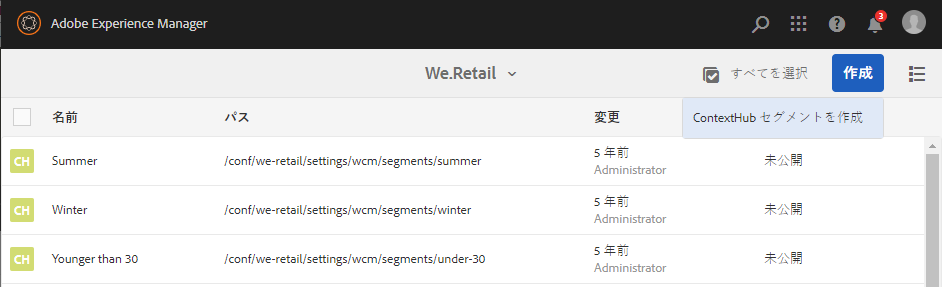 Adobe Experience Manager
3
We.Retail
すべてを選択
作成
名前 パス 変更
ContextHub セグメントを作成
CH Summer /conf/we-retail/settings/wcm/segments/summer 5 年前 未公開
Administrator
CH Winter /conf/we-retail/settings/wcm/segments/winter 5 年前 未公開
Administrator
CH Younger than 30 /conf/we-retail/settings/wcm/segments/under-30 5 年前 未公開
Administrator